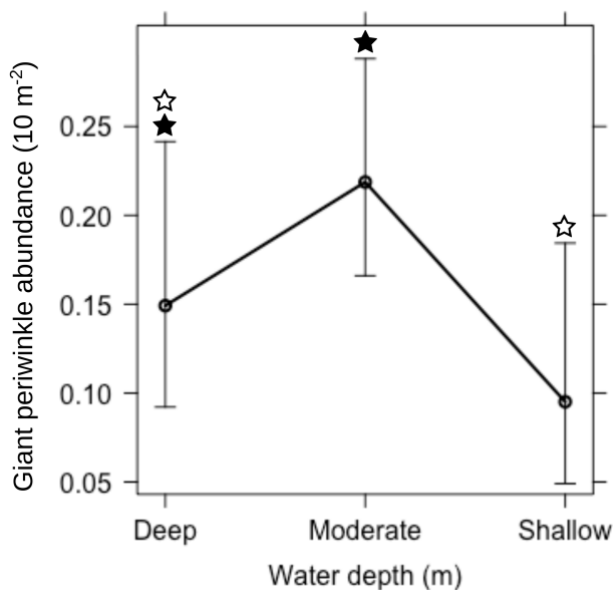 Giant periwinkle abundance (10 m-2)
0.25
0.20
0.15
0.10
0.05
Deep Moderate Shallow
Water depth (m)